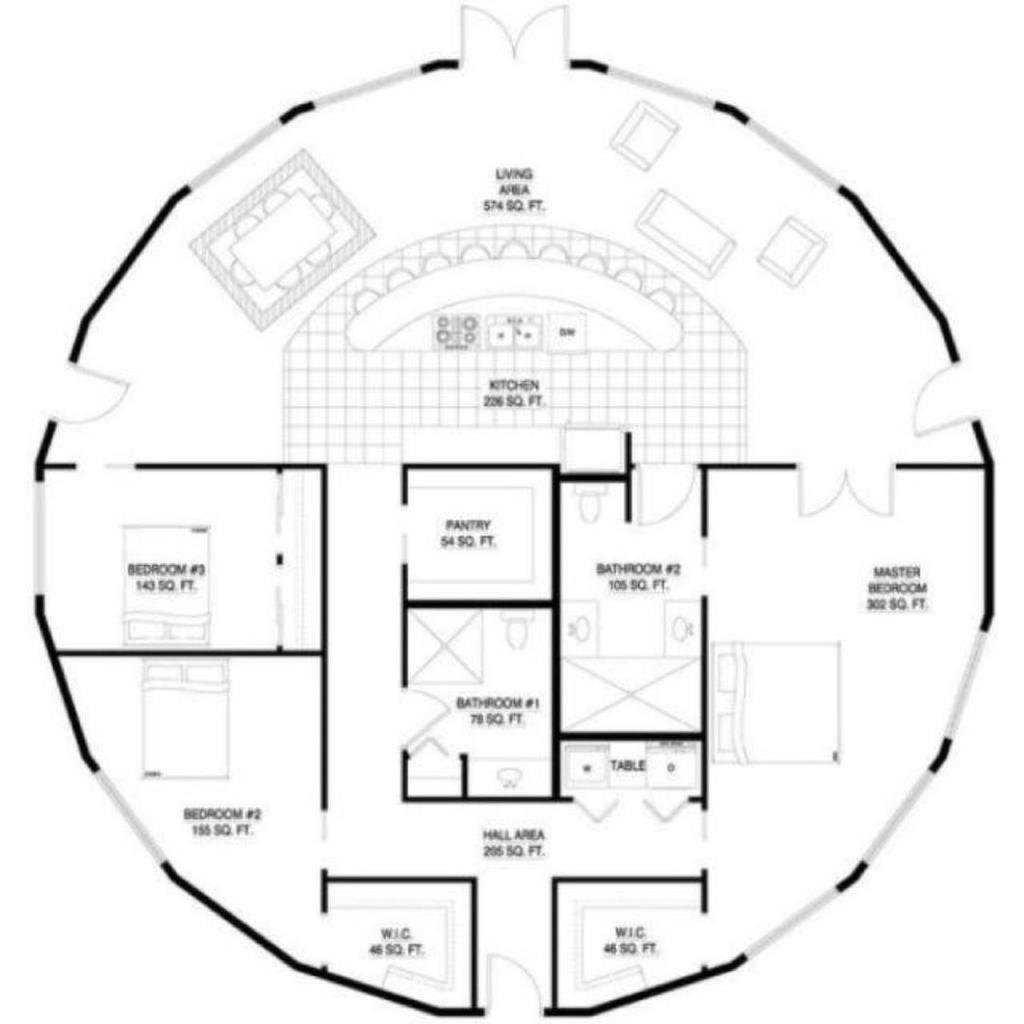 LIVING
AREA
574 SQ. FT.
D/W
KITCHEN
226 SQ. FT.
PANTRY
54 SQ. FT.
BEDROOM #3
143 SQ. FT.
BATHROOM #2
105 SQ. FT.
MASTER
BEDROOM
302 SQ. FT.
BATHROOM #1
78 SQ. FT.
W
TABLE
D
BEDROOM #2
155 SQ. FT.
HALL AREA
205 SQ. FT.
W.I.C.
46 SQ. FT.
W.I.C.
46 SQ. FT.